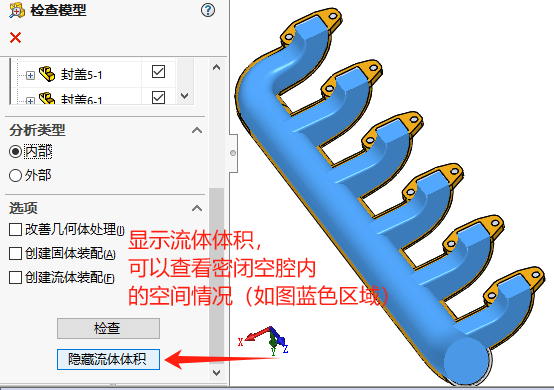 检查模型
封盖5-1
封盖6-1
分析类型
内部
外部
选项
改善几何体处理(I)
创建固体装配(A)
创建流体装配(F)
显示流体体积，
可以查看密闭空腔内
的空间情况（如图蓝色区域）
检查
隐藏流体体积
X
Y
Z